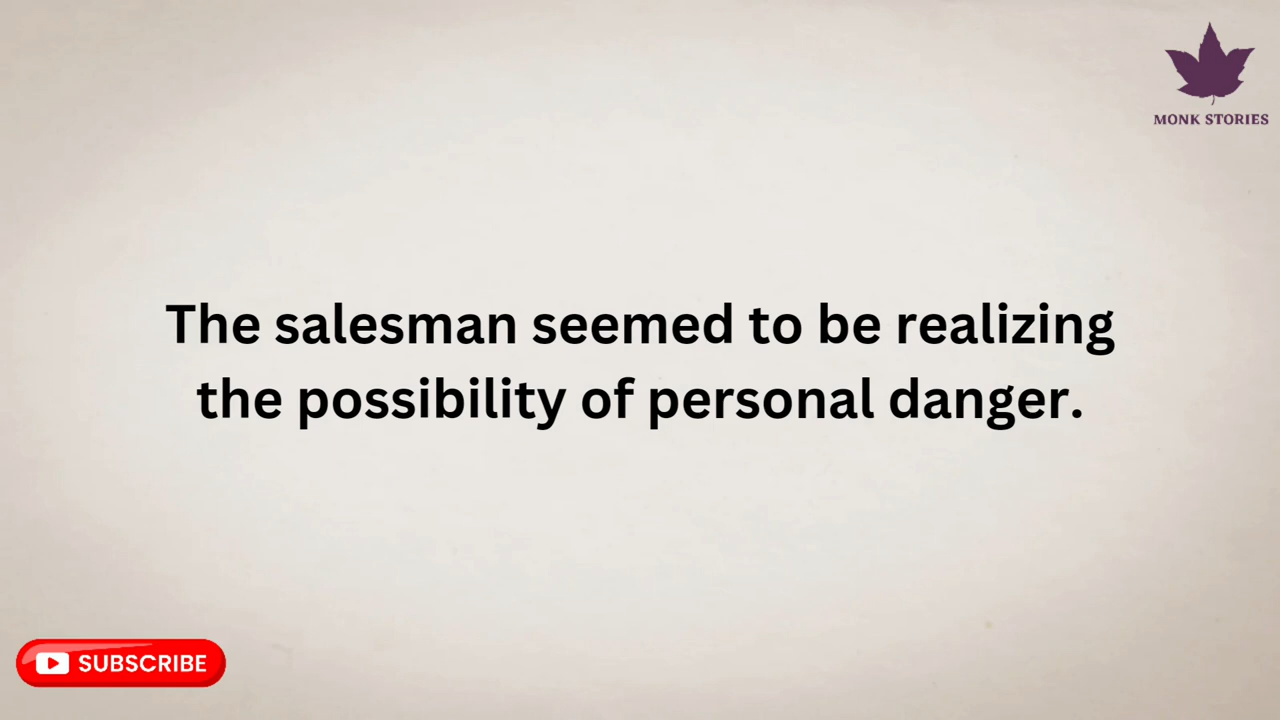 MONK STORIES
The salesman seemed to be realizing
the possibility of personal danger.
SUBSCRIBE